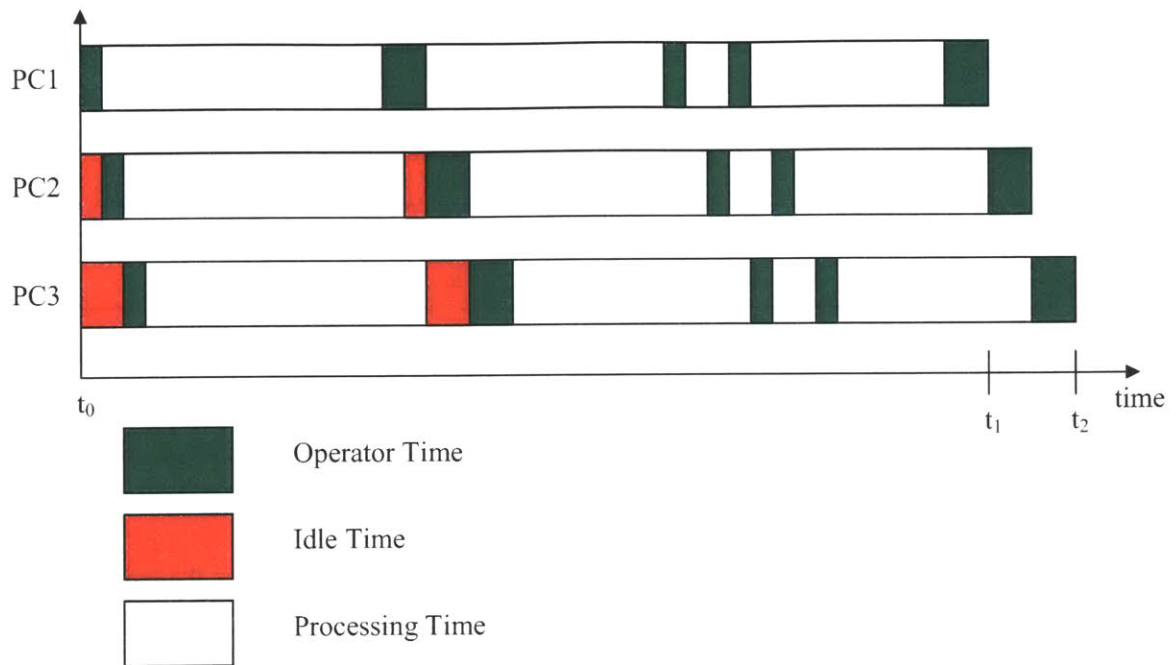 PC1
PC2
PC3
t₀
t₁
t₂
time
Operator Time
Idle Time
Processing Time